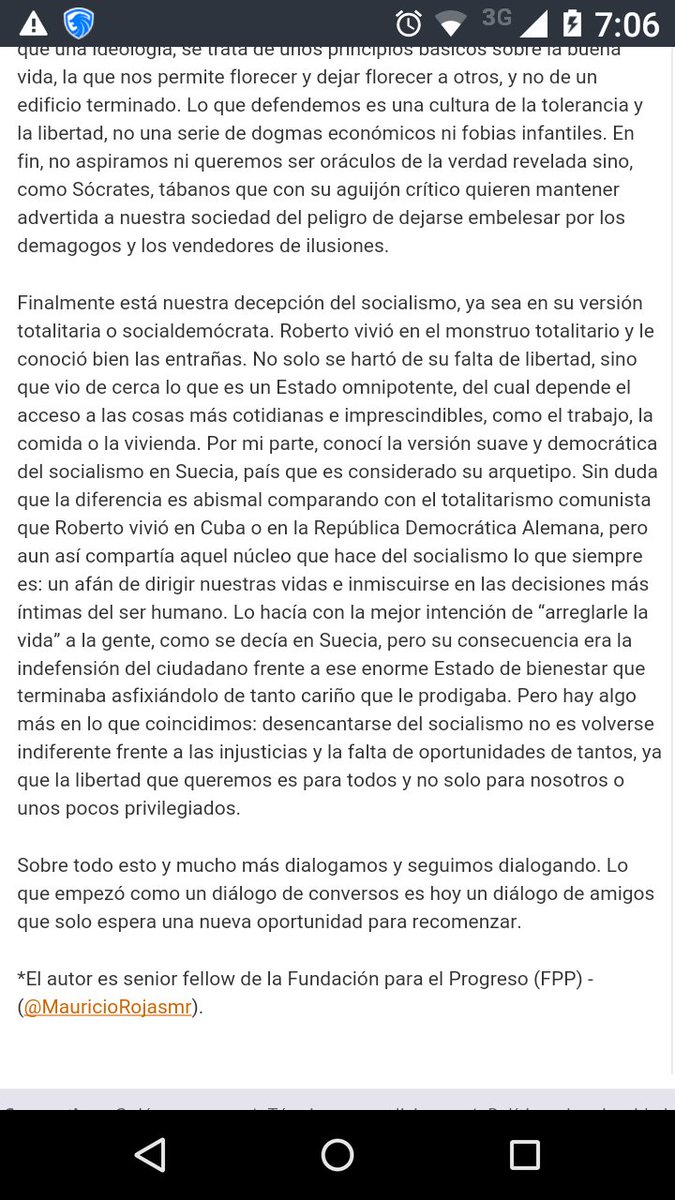 3G
7:06
que una ideología, se trata de unos principios básicos sobre la buena
vida, la que nos permite florecer y dejar florecer a otros, y no de un
edificio terminado. Lo que defendemos es una cultura de la tolerancia y
la libertad, no una serie de dogmas económicos ni fobias infantiles. En
fin, no aspiramos ni queremos ser oráculos de la verdad revelada sino,
como Sócrates, tábanos que con su aguijón crítico quieren mantener
advertida a nuestra sociedad del peligro de dejarse embelesar por los
demagogos y los vendedores de ilusiones.
Finalmente está nuestra decepción del socialismo, ya sea en su versión
totalitaria o socialdemócrata. Roberto vivió en el monstruo totalitario y le
conoció bien las entrañas. No solo se hartó de su falta de libertad, sino
que vio de cerca lo que es un Estado omnipotente, del cual depende el
acceso a las cosas más cotidianas e imprescindibles, como el trabajo, la
comida o la vivienda. Por mi parte, conocí la versión suave y democrática
del socialismo en Suecia, país que es considerado su arquetipo. Sin duda
que la diferencia es abismal comparando con el totalitarismo comunista
que Roberto vivió en Cuba o en la República Democrática Alemana, pero
aun así compartía aquel núcleo que hace del socialismo lo que siempre
es: un afán de dirigir nuestras vidas e inmiscuirse en las decisiones más
íntimas del ser humano. Lo hacía con la mejor intención de “arreglarle la
vida” a la gente, como se decía en Suecia, pero su consecuencia era la
indefensión del ciudadano frente a ese enorme Estado de bienestar que
terminaba asfixiándolo de tanto cariño que le prodigaba. Pero hay algo
más en lo que coincidimos: desencantarse del socialismo no es volverse
indiferente frente a las injusticias y la falta de oportunidades de tantos, ya
que la libertad que queremos es para todos y no solo para nosotros o
unos pocos privilegiados.
Sobre todo esto y mucho más dialogamos y seguimos dialogando. Lo
que empezó como un diálogo de conversos es hoy un diálogo de amigos
que solo espera una nueva oportunidad para recomenzar.
*El autor es senior fellow de la Fundación para el Progreso (FPP) -
(@MauricioRojasmr).